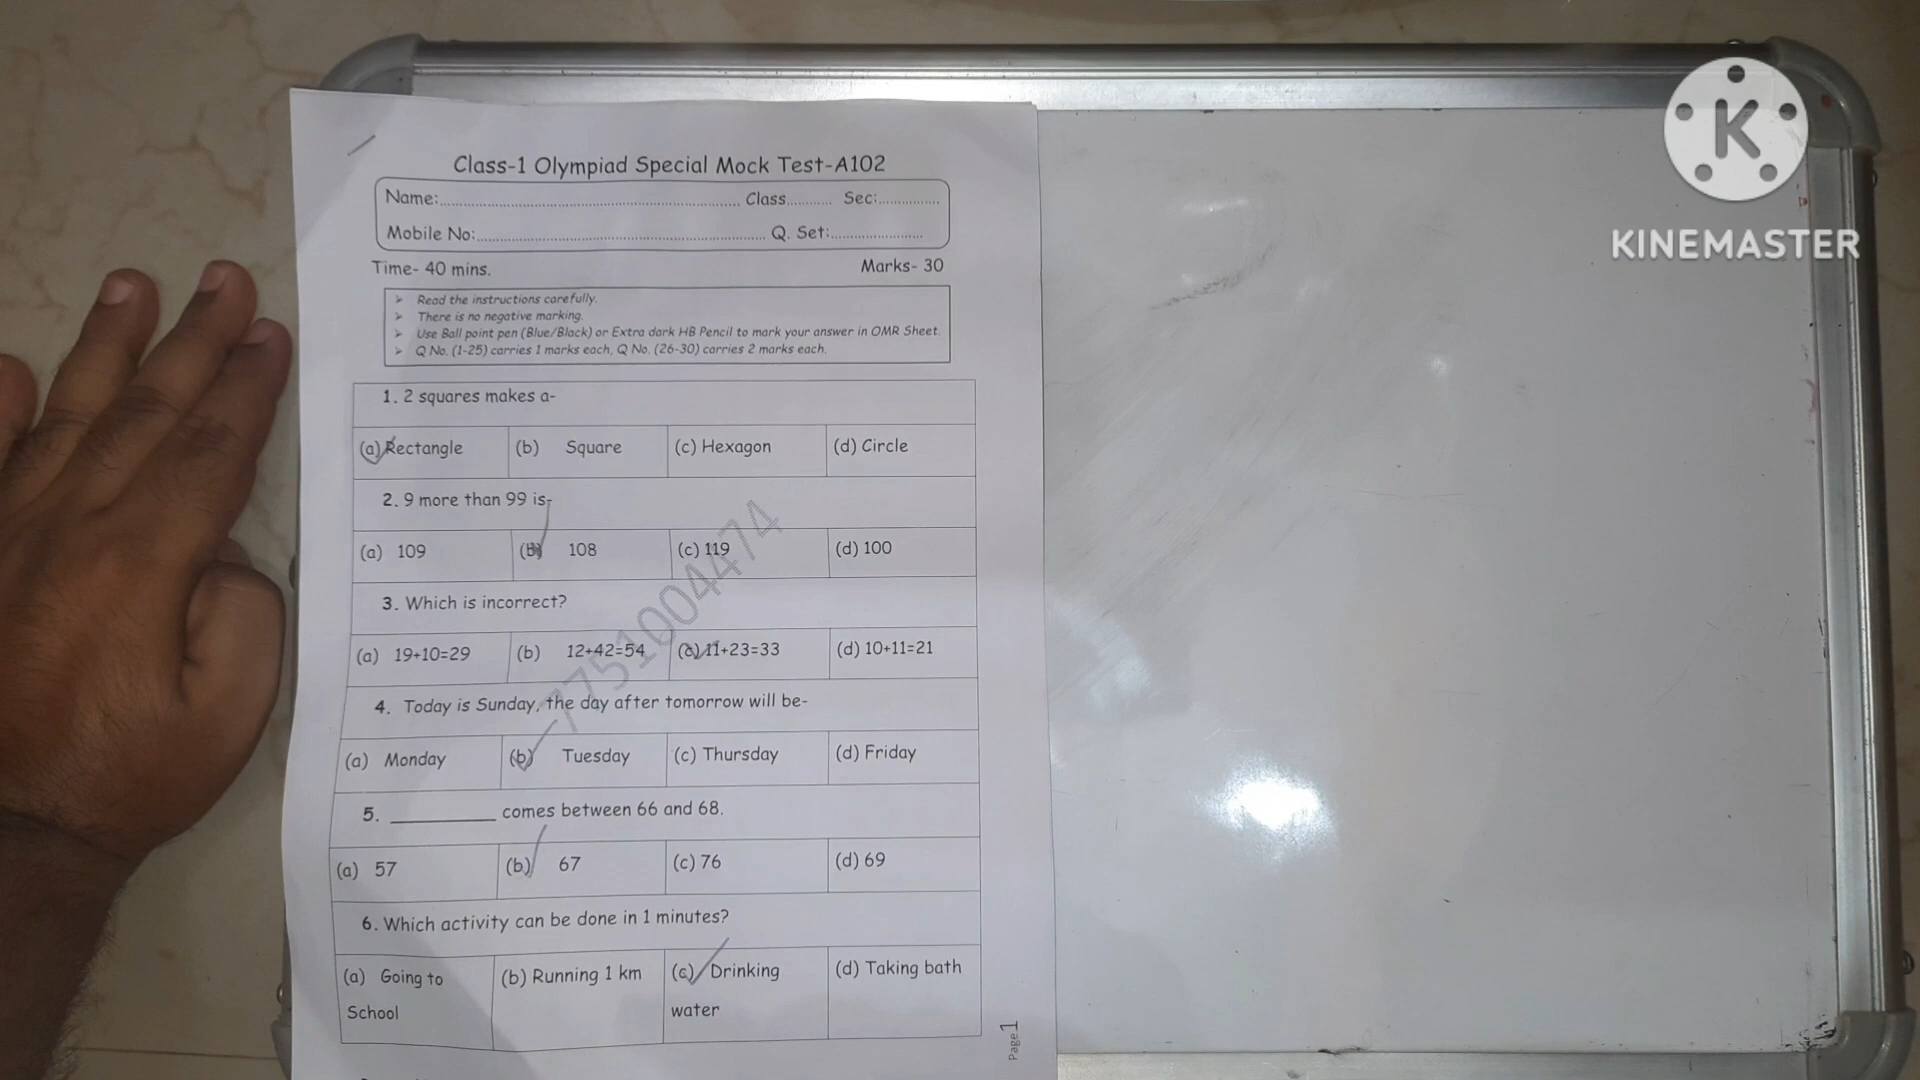 Class-1 Olympiad Special Mock Test-A102
Name:.................................................... Class........... Sec:...............
Mobile No:.................................................... Q. Set:.......................
Time- 40 mins. Marks- 30
➢ Read the instructions carefully.
➢ There is no negative marking.
➢ Use Ball point pen (Blue/Black) or Extra dark HB Pencil to mark your answer in OMR Sheet.
➢ Q No. (1-25) carries 1 marks each, Q No. (26-30) carries 2 marks each.
1. 2 squares makes a-
(a) Rectangle (b) Square (c) Hexagon (d) Circle
2. 9 more than 99 is-
(a) 109 (b) 108 (c) 119 (d) 100
3. Which is incorrect?
(a) 19+10=29 (b) 12+42=54 (c) 11+23=33 (d) 10+11=21
4. Today is Sunday, the day after tomorrow will be-
(a) Monday (b) Tuesday (c) Thursday (d) Friday
5. __________ comes between 66 and 68.
(a) 57 (b) 67 (c) 76 (d) 69
6. Which activity can be done in 1 minutes?
(a) Going to School (b) Running 1 km (c) Drinking water (d) Taking bath
7751004474
Page 1
K
KINEMASTER